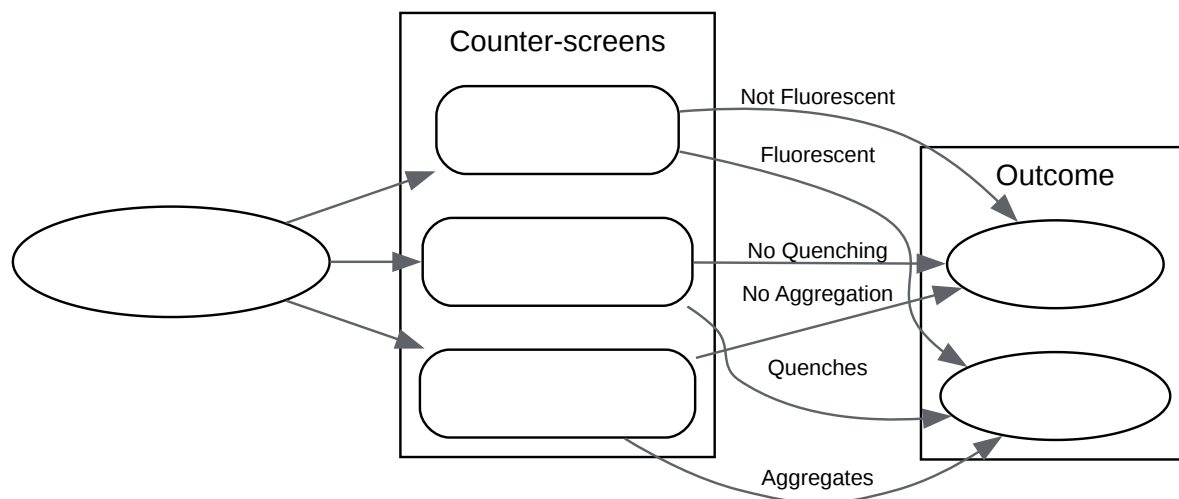 Counter-screens
Not Fluorescent
Fluorescent
Outcome
No Quenching
No Aggregation
Quenches
Aggregates